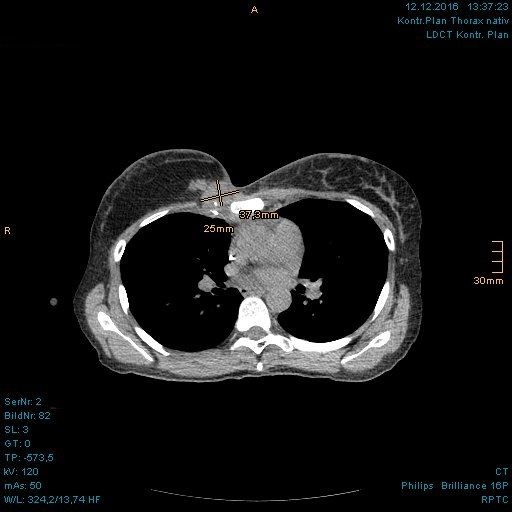 A
12.12.2016 13:37:23
Kontr.Plan Thorax nativ
LDCT Kontr. Plan
R
37,3mm
25mm
30mm
SerNr: 2
BildNr: 82
SL: 3
GT: 0
TP: -573,5
kV: 120
mAs: 50
W/L: 324,2/13,74 HF
CT
Philips Brilliance 16P
RPTC